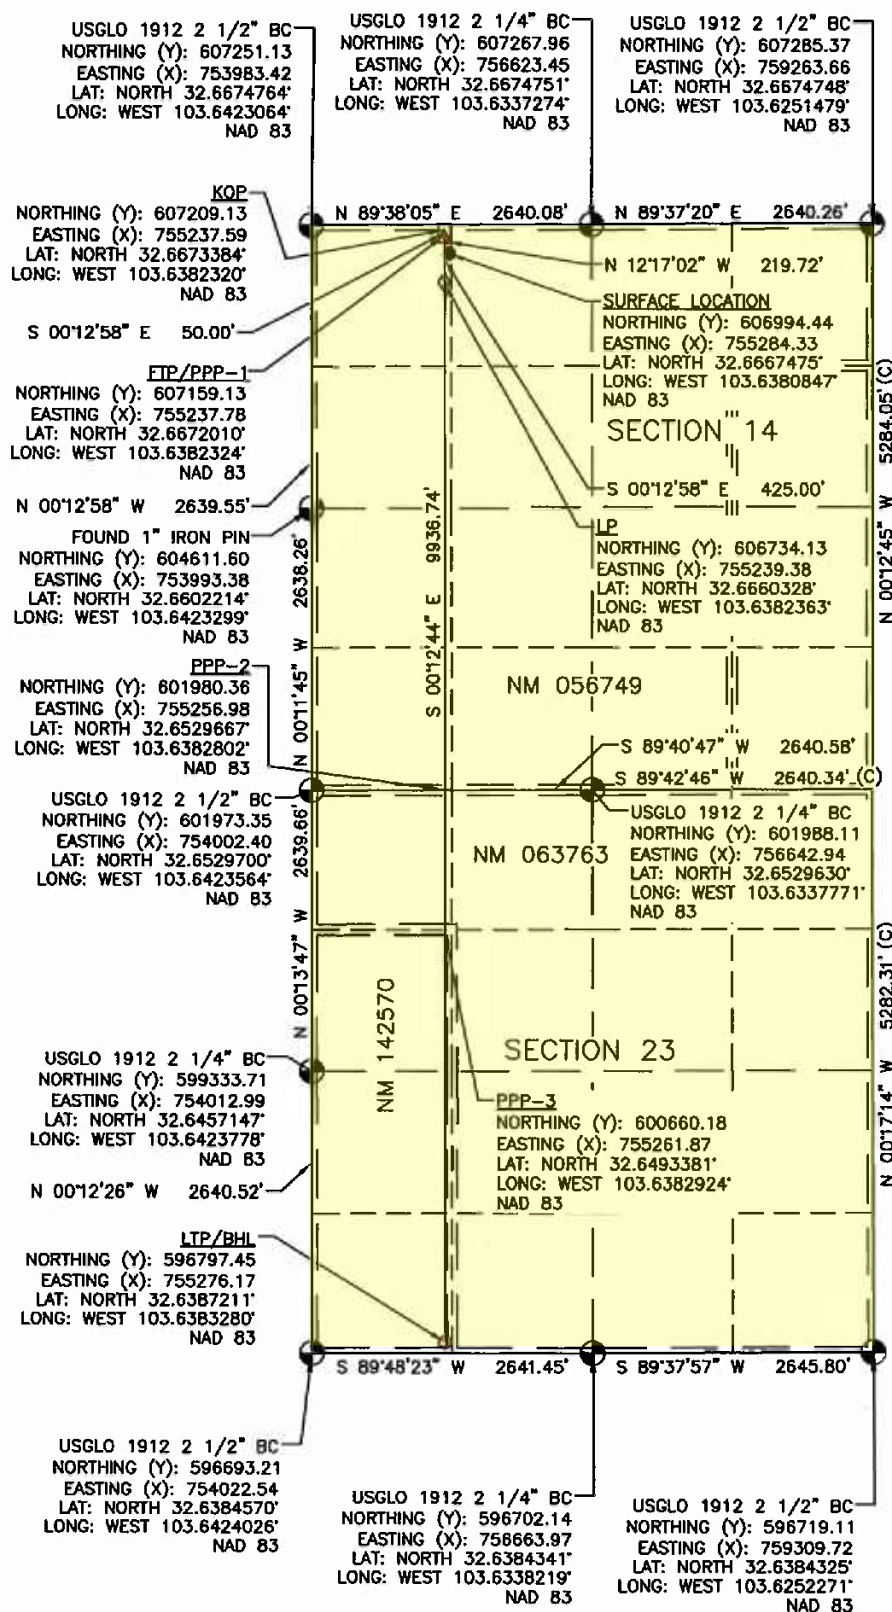 USGLO 1912 2 1/2" BC
NORTHING (Y): 607251.13
EASTING (X): 753983.42
LAT: NORTH 32.6674764°
LONG: WEST 103.6423064°
NAD 83
USGLO 1912 2 1/4" BC
NORTHING (Y): 607267.96
EASTING (X): 756623.45
LAT: NORTH 32.6674751°
LONG: WEST 103.6337274°
NAD 83
USGLO 1912 2 1/2" BC
NORTHING (Y): 607285.37
EASTING (X): 759263.66
LAT: NORTH 32.6674748°
LONG: WEST 103.6251479°
NAD 83
N 89°38'05" E 2640.08'
N 89°37'20" E 2640.26'
KOP
NORTHING (Y): 607209.13
EASTING (X): 755237.59
LAT: NORTH 32.6673384°
LONG: WEST 103.6382320°
NAD 83
S 00°12'58" E 50.00'
FTP/PPP-1
NORTHING (Y): 607159.13
EASTING (X): 755237.78
LAT: NORTH 32.6672010°
LONG: WEST 103.6382324°
NAD 83
N 00°12'58" W 2639.55'
FOUND 1" IRON PIN
NORTHING (Y): 604611.60
EASTING (X): 753993.38
LAT: NORTH 32.6602214°
LONG: WEST 103.6423299°
NAD 83
N 12°17'02" W 219.72'
SURFACE LOCATION
NORTHING (Y): 606994.44
EASTING (X): 755284.33
LAT: NORTH 32.6667475°
LONG: WEST 103.6380847°
NAD 83
SECTION 14
S 00°12'58" E 425.00'
LP
NORTHING (Y): 606734.13
EASTING (X): 755239.38
LAT: NORTH 32.6660328°
LONG: WEST 103.6382363°
NAD 83
N 00°12'45" W 5284.05' (C)
S 00°12'44" E 9936.74'
N 00°11'45" W 2638.26'
PPP-2
NORTHING (Y): 601980.36
EASTING (X): 755256.98
LAT: NORTH 32.6529667°
LONG: WEST 103.6382802°
NAD 83
NM 056749
S 89°40'47" W 2640.58'
S 89°42'46" W 2640.34' (C)
USGLO 1912 2 1/2" BC
NORTHING (Y): 601973.35
EASTING (X): 754002.40
LAT: NORTH 32.6529700°
LONG: WEST 103.6423564°
NAD 83
USGLO 1912 2 1/4" BC
NORTHING (Y): 601988.11
EASTING (X): 756642.94
LAT: NORTH 32.6529630°
LONG: WEST 103.6337771°
NAD 83
NM 063763
N 00°13'47" W 2639.66'
NM 142570
SECTION 23
N 00°17'14" W 5282.31' (C)
USGLO 1912 2 1/4" BC
NORTHING (Y): 599333.71
EASTING (X): 754012.99
LAT: NORTH 32.6457147°
LONG: WEST 103.6423778°
NAD 83
N 00°12'26" W 2640.52'
PPP-3
NORTHING (Y): 600660.18
EASTING (X): 755261.87
LAT: NORTH 32.6493381°
LONG: WEST 103.6382924°
NAD 83
LTP/BHL
NORTHING (Y): 596797.45
EASTING (X): 755276.17
LAT: NORTH 32.6387211°
LONG: WEST 103.6383280°
NAD 83
S 89°48'23" W 2641.45'
S 89°37'57" W 2645.80'
USGLO 1912 2 1/2" BC
NORTHING (Y): 596693.21
EASTING (X): 754022.54
LAT: NORTH 32.6384570°
LONG: WEST 103.6424026°
NAD 83
USGLO 1912 2 1/4" BC
NORTHING (Y): 596702.14
EASTING (X): 756663.97
LAT: NORTH 32.6384341°
LONG: WEST 103.6338219°
NAD 83
USGLO 1912 2 1/2" BC
NORTHING (Y): 596719.11
EASTING (X): 759309.72
LAT: NORTH 32.6384325°
LONG: WEST 103.6252271°
NAD 83